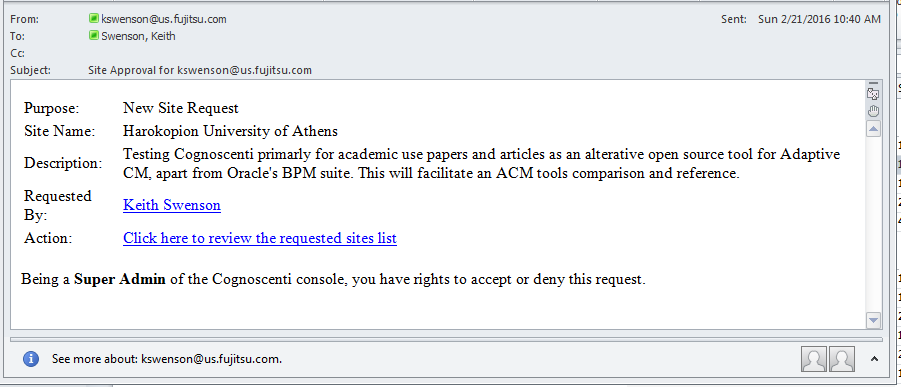 From: kswenson@us.fujitsu.com Sent: Sun 2/21/2016 10:40 AM
To: Swenson, Keith
Cc:
Subject: Site Approval for kswenson@us.fujitsu.com
Purpose: New Site Request
Site Name: Harokopion University of Athens
Description: Testing Cognoscenti primarly for academic use papers and articles as an alterative open source tool for Adaptive
CM, apart from Oracle's BPM suite. This will facilitate an ACM tools comparison and reference.
Requested
By: Keith Swenson
Action: Click here to review the requested sites list
Being a Super Admin of the Cognoscenti console, you have rights to accept or deny this request.
See more about: kswenson@us.fujitsu.com.